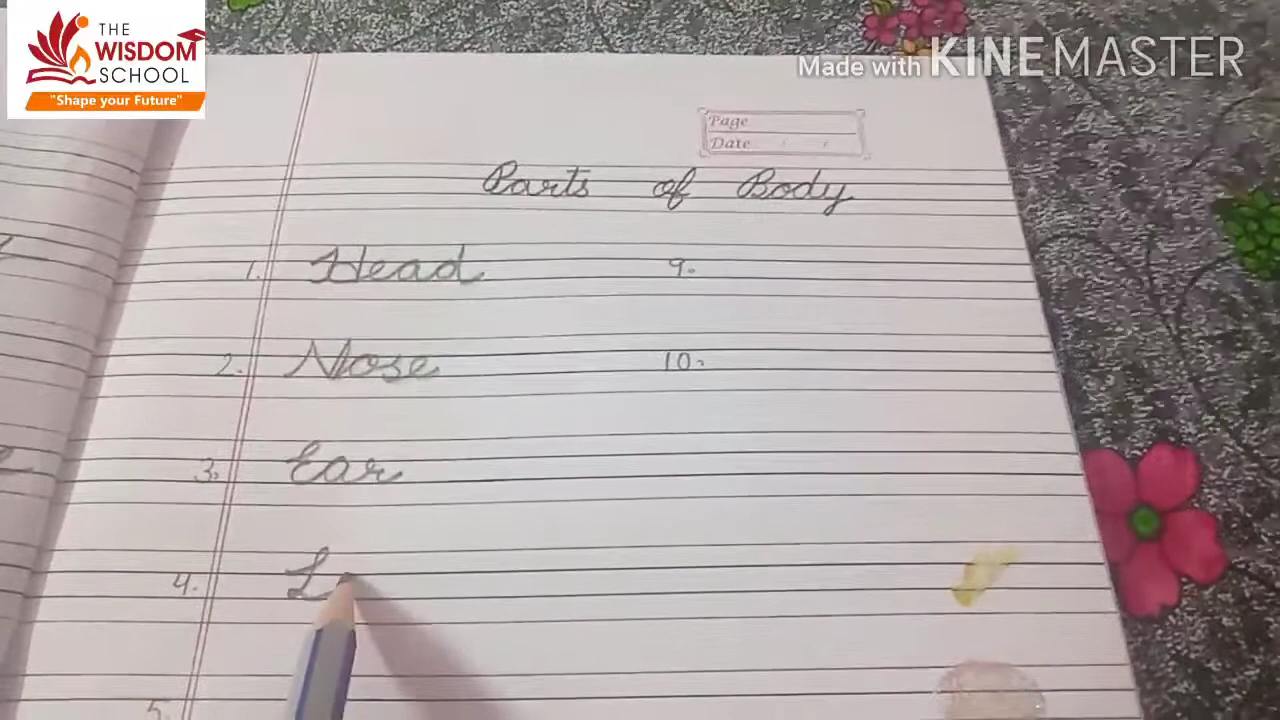 THE
WISDOM
SCHOOL
"Shape your Future"
Made with KINEMASTER
Page
Date
Parts of Body
1. Head 9.
2. Nose 10.
3. Ear
4. L
5.